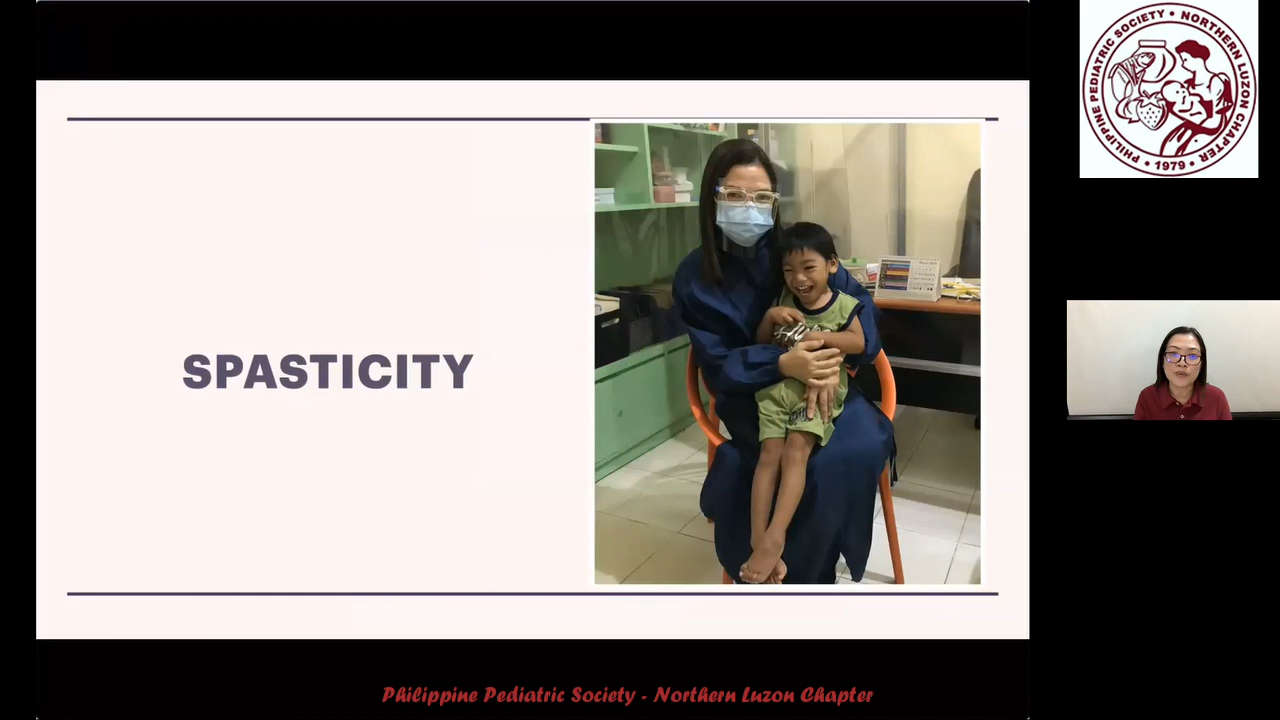 SPASTICITY
PHILIPPINE PEDIATRIC SOCIETY • NORTHERN LUZON CHAPTER
• 1979 •
Philippine Pediatric Society - Northern Luzon Chapter